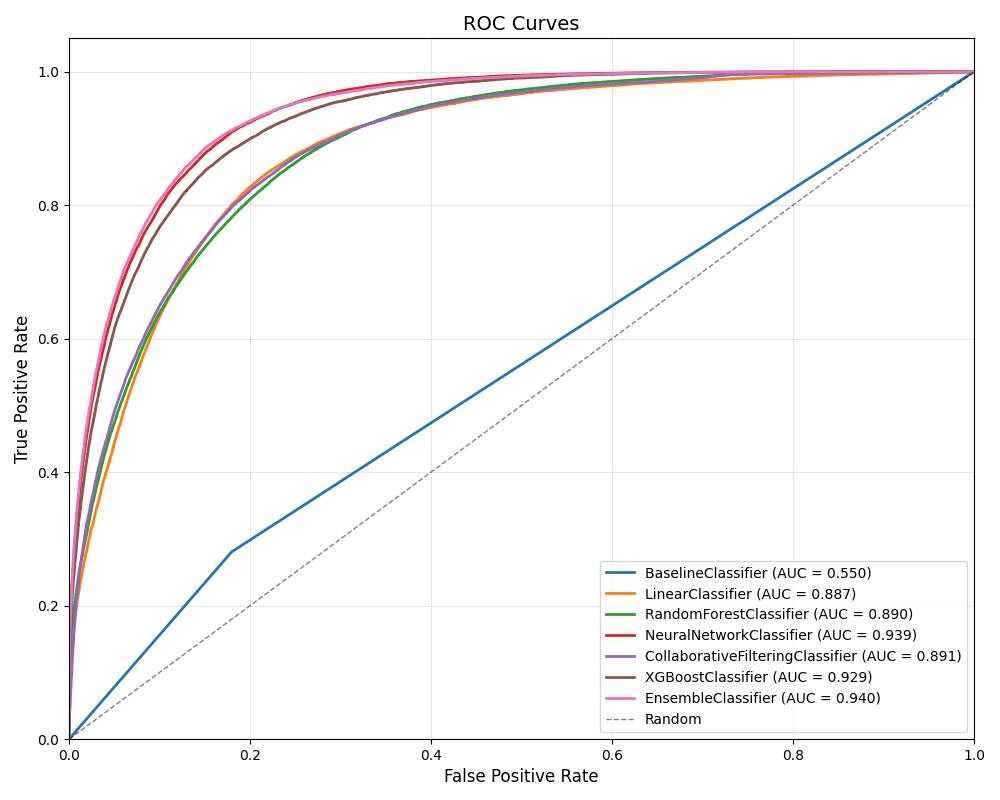 ROC Curves
True Positive Rate
1.0
0.8
0.6
0.4
0.2
0.0
0.0 0.2 0.4 0.6 0.8 1.0
False Positive Rate
BaselineClassifier (AUC = 0.550)
LinearClassifier (AUC = 0.887)
RandomForestClassifier (AUC = 0.890)
NeuralNetworkClassifier (AUC = 0.939)
CollaborativeFilteringClassifier (AUC = 0.891)
XGBoostClassifier (AUC = 0.929)
EnsembleClassifier (AUC = 0.940)
Random